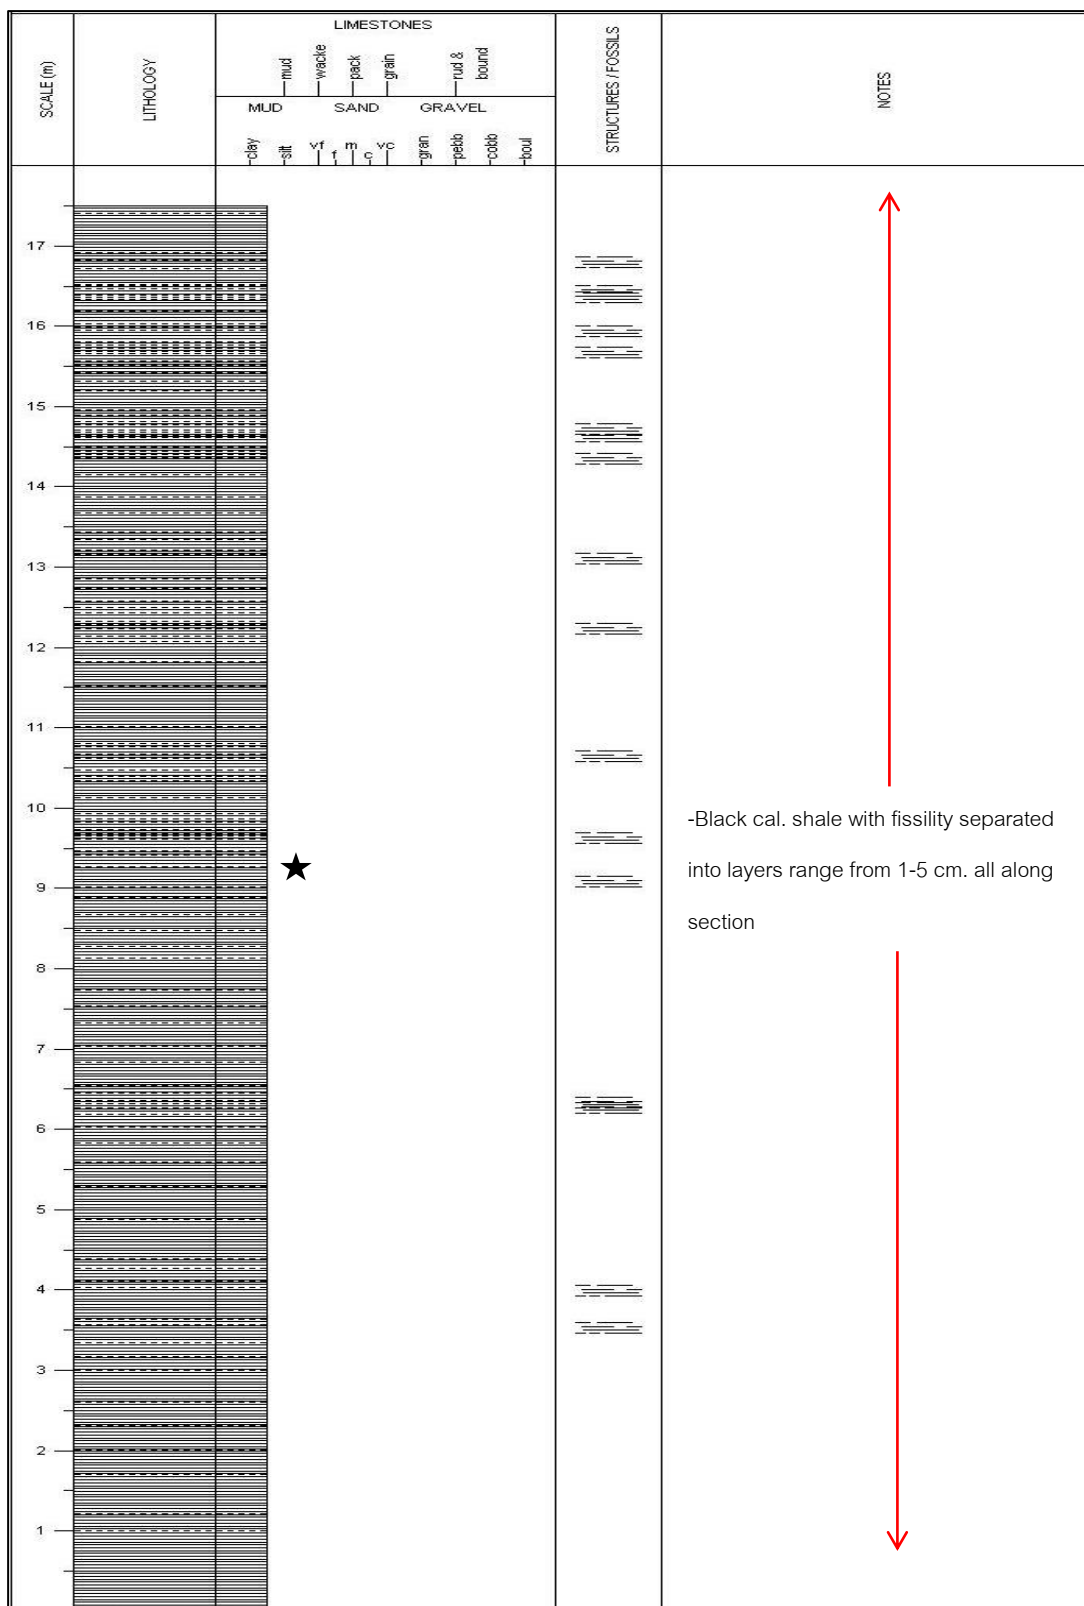 SCALE (m)
LITHOLOGY
LIMESTONES
mud
wacke
pack
grain
rud &
bound
MUD SAND GRAVEL
clay
silt
vf
f
m
c
vc
gran
pebb
cobb
boul
STRUCTURES / FOSSILS
NOTES
17
16
15
14
13
12
11
10
9
8
7
6
5
4
3
2
1
-Black cal. shale with fissility separated
into layers range from 1-5 cm. all along
section